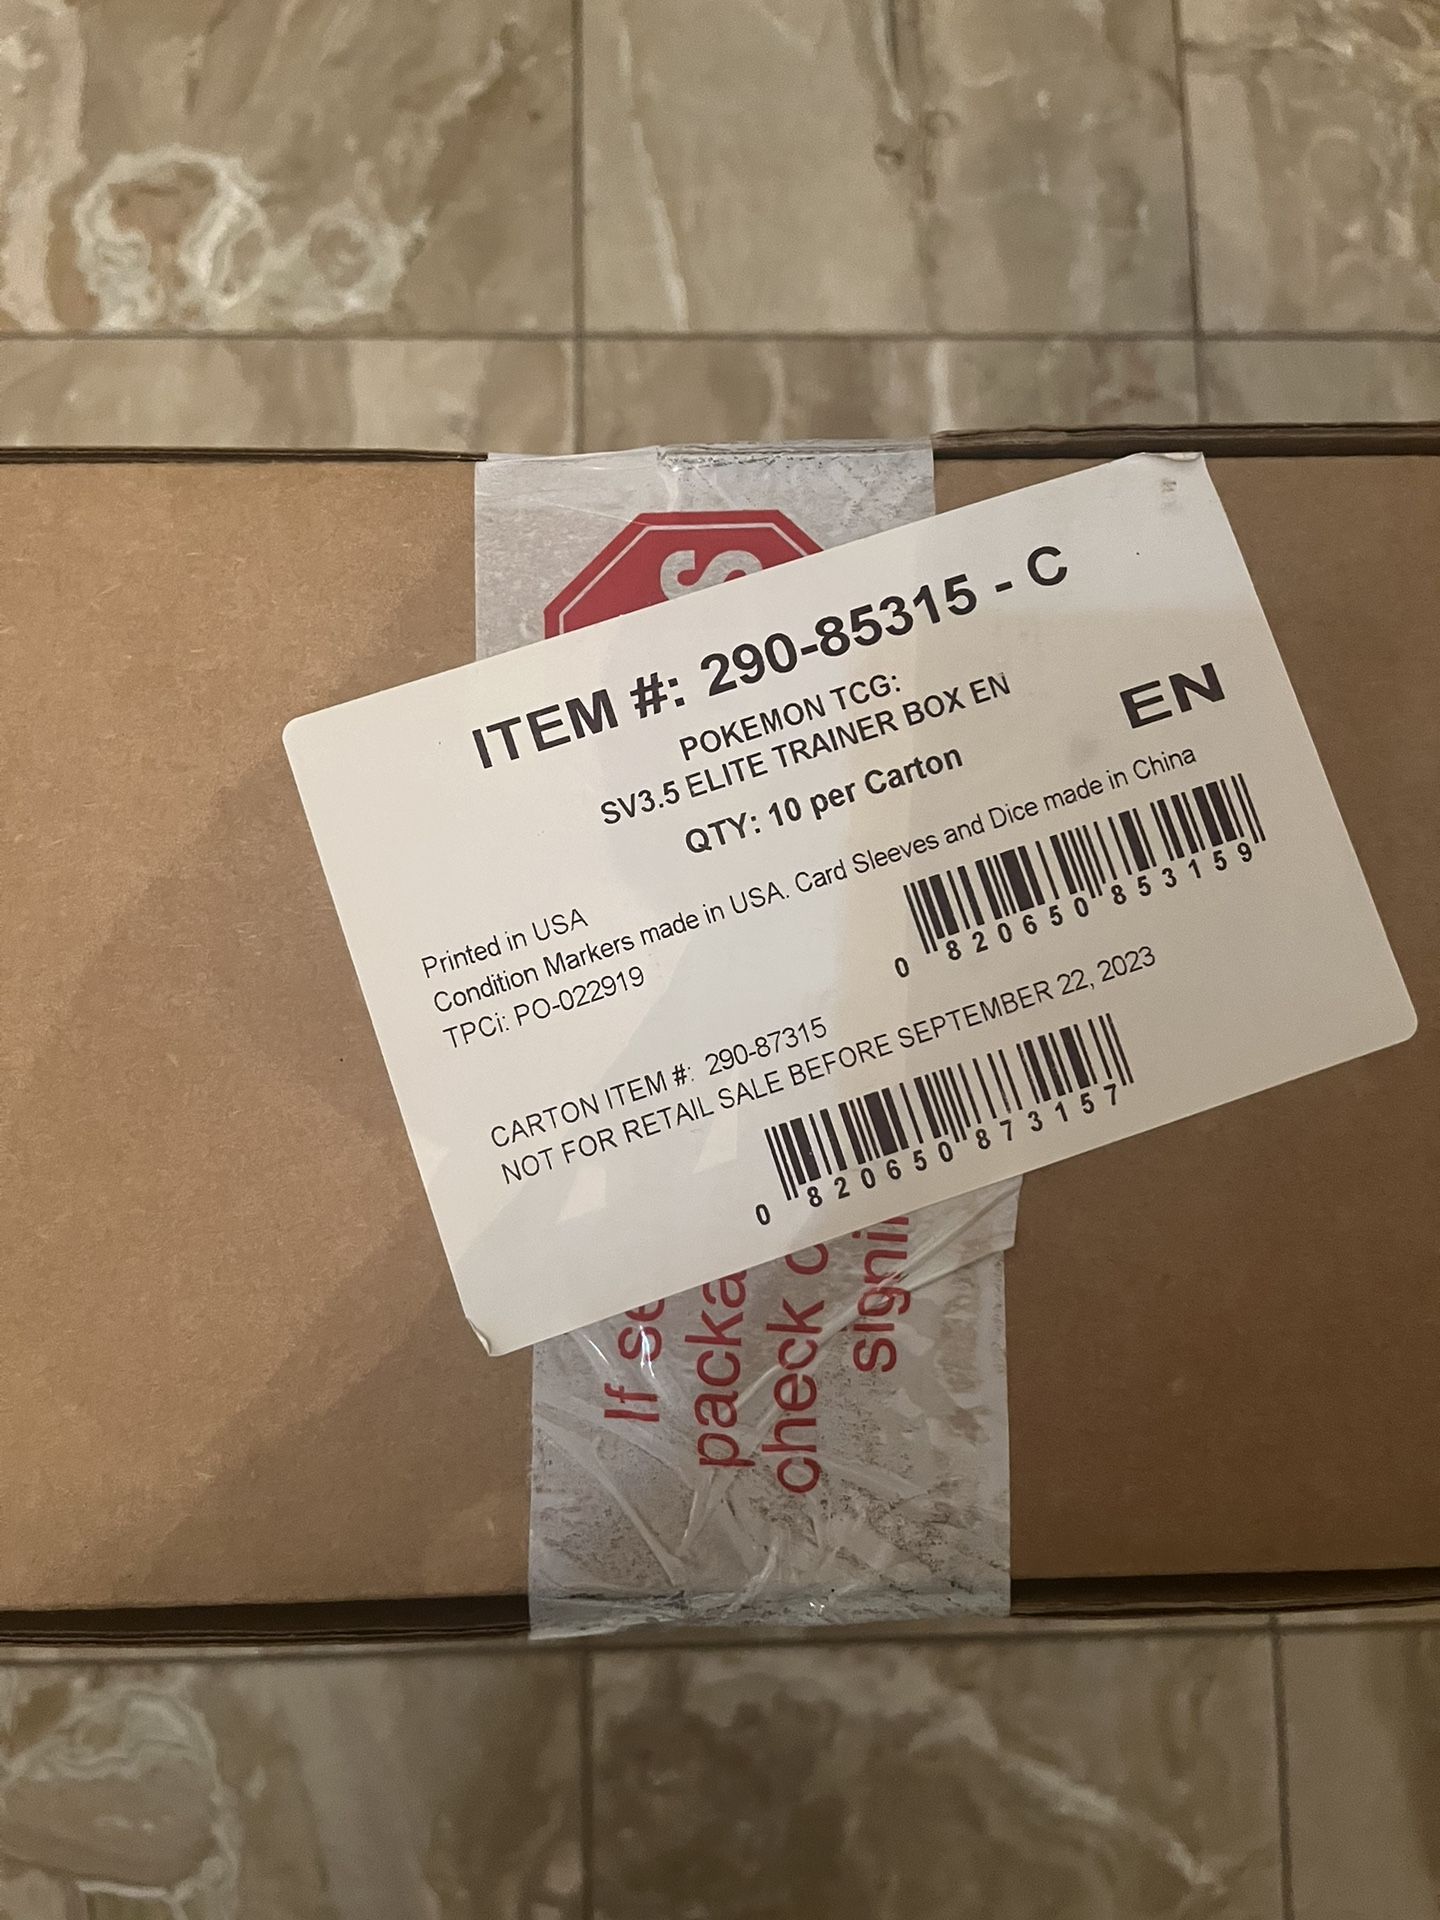 S
ITEM #: 290-85315 - C
POKEMON TCG:
SV3.5 ELITE TRAINER BOX EN
EN
QTY: 10 per Carton
Printed in USA
Condition Markers made in USA. Card Sleeves and Dice made in China
TPCi: PO-022919
0 820650 853159
CARTON ITEM #: 290-87315
NOT FOR RETAIL SALE BEFORE SEPTEMBER 22, 2023
0 820650 873157
If
packa
check
signi